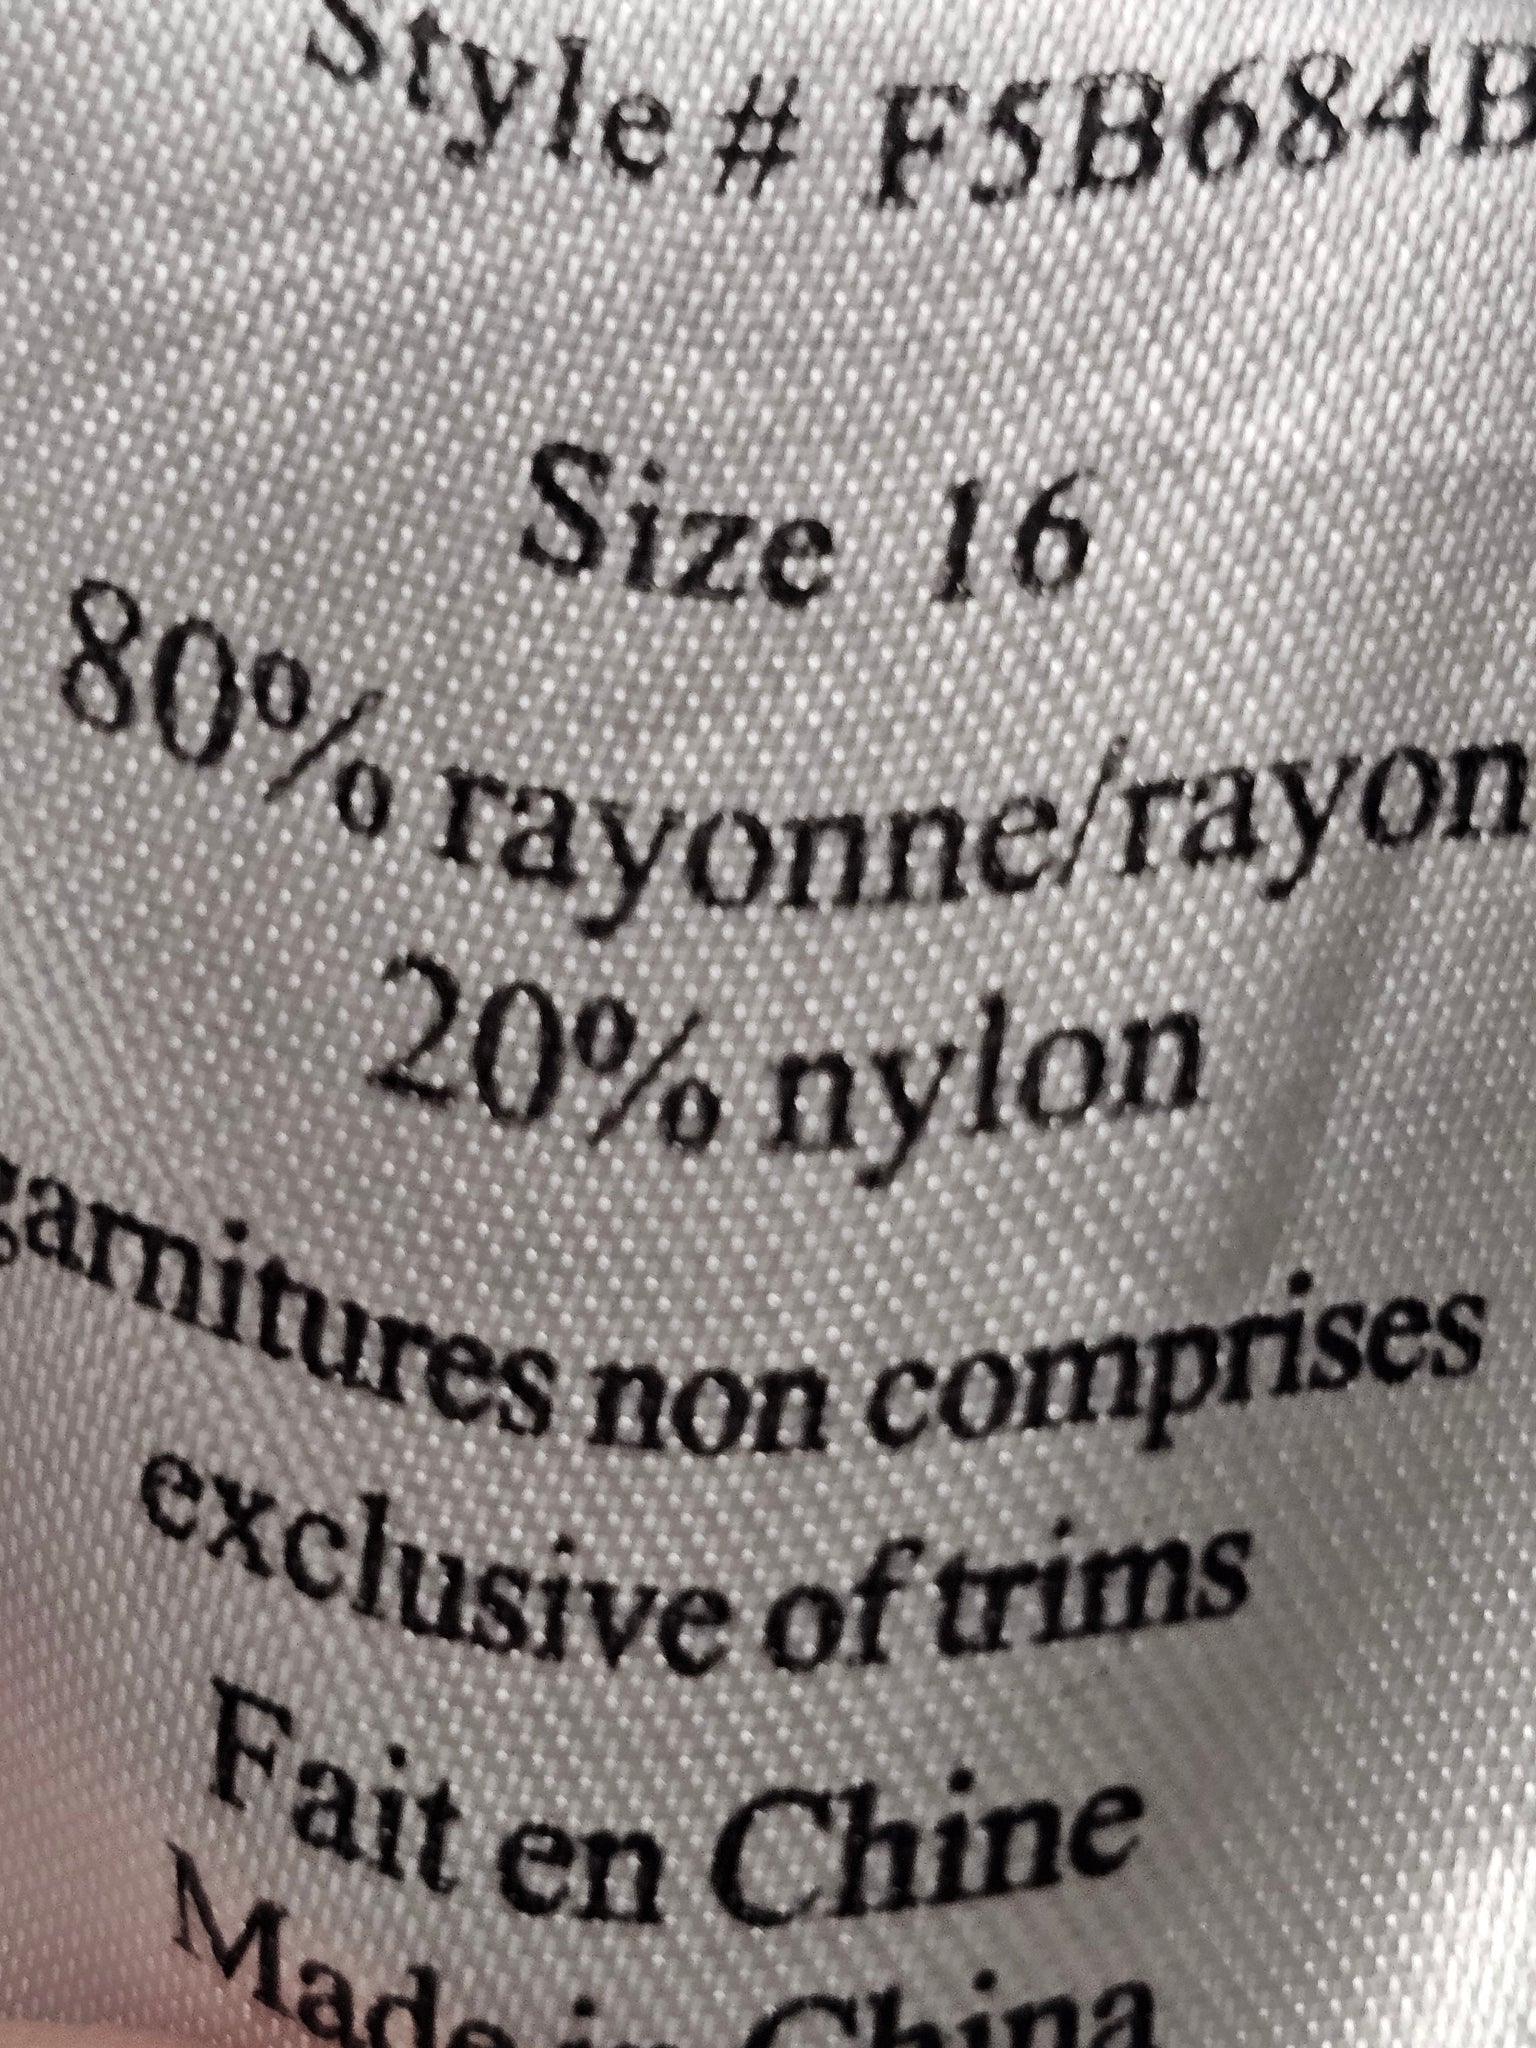 Style # F5B684B
Size 16
80% rayonne/rayon
20% nylon
garnitures non comprises
exclusive of trims
Fait en Chine
Made in China